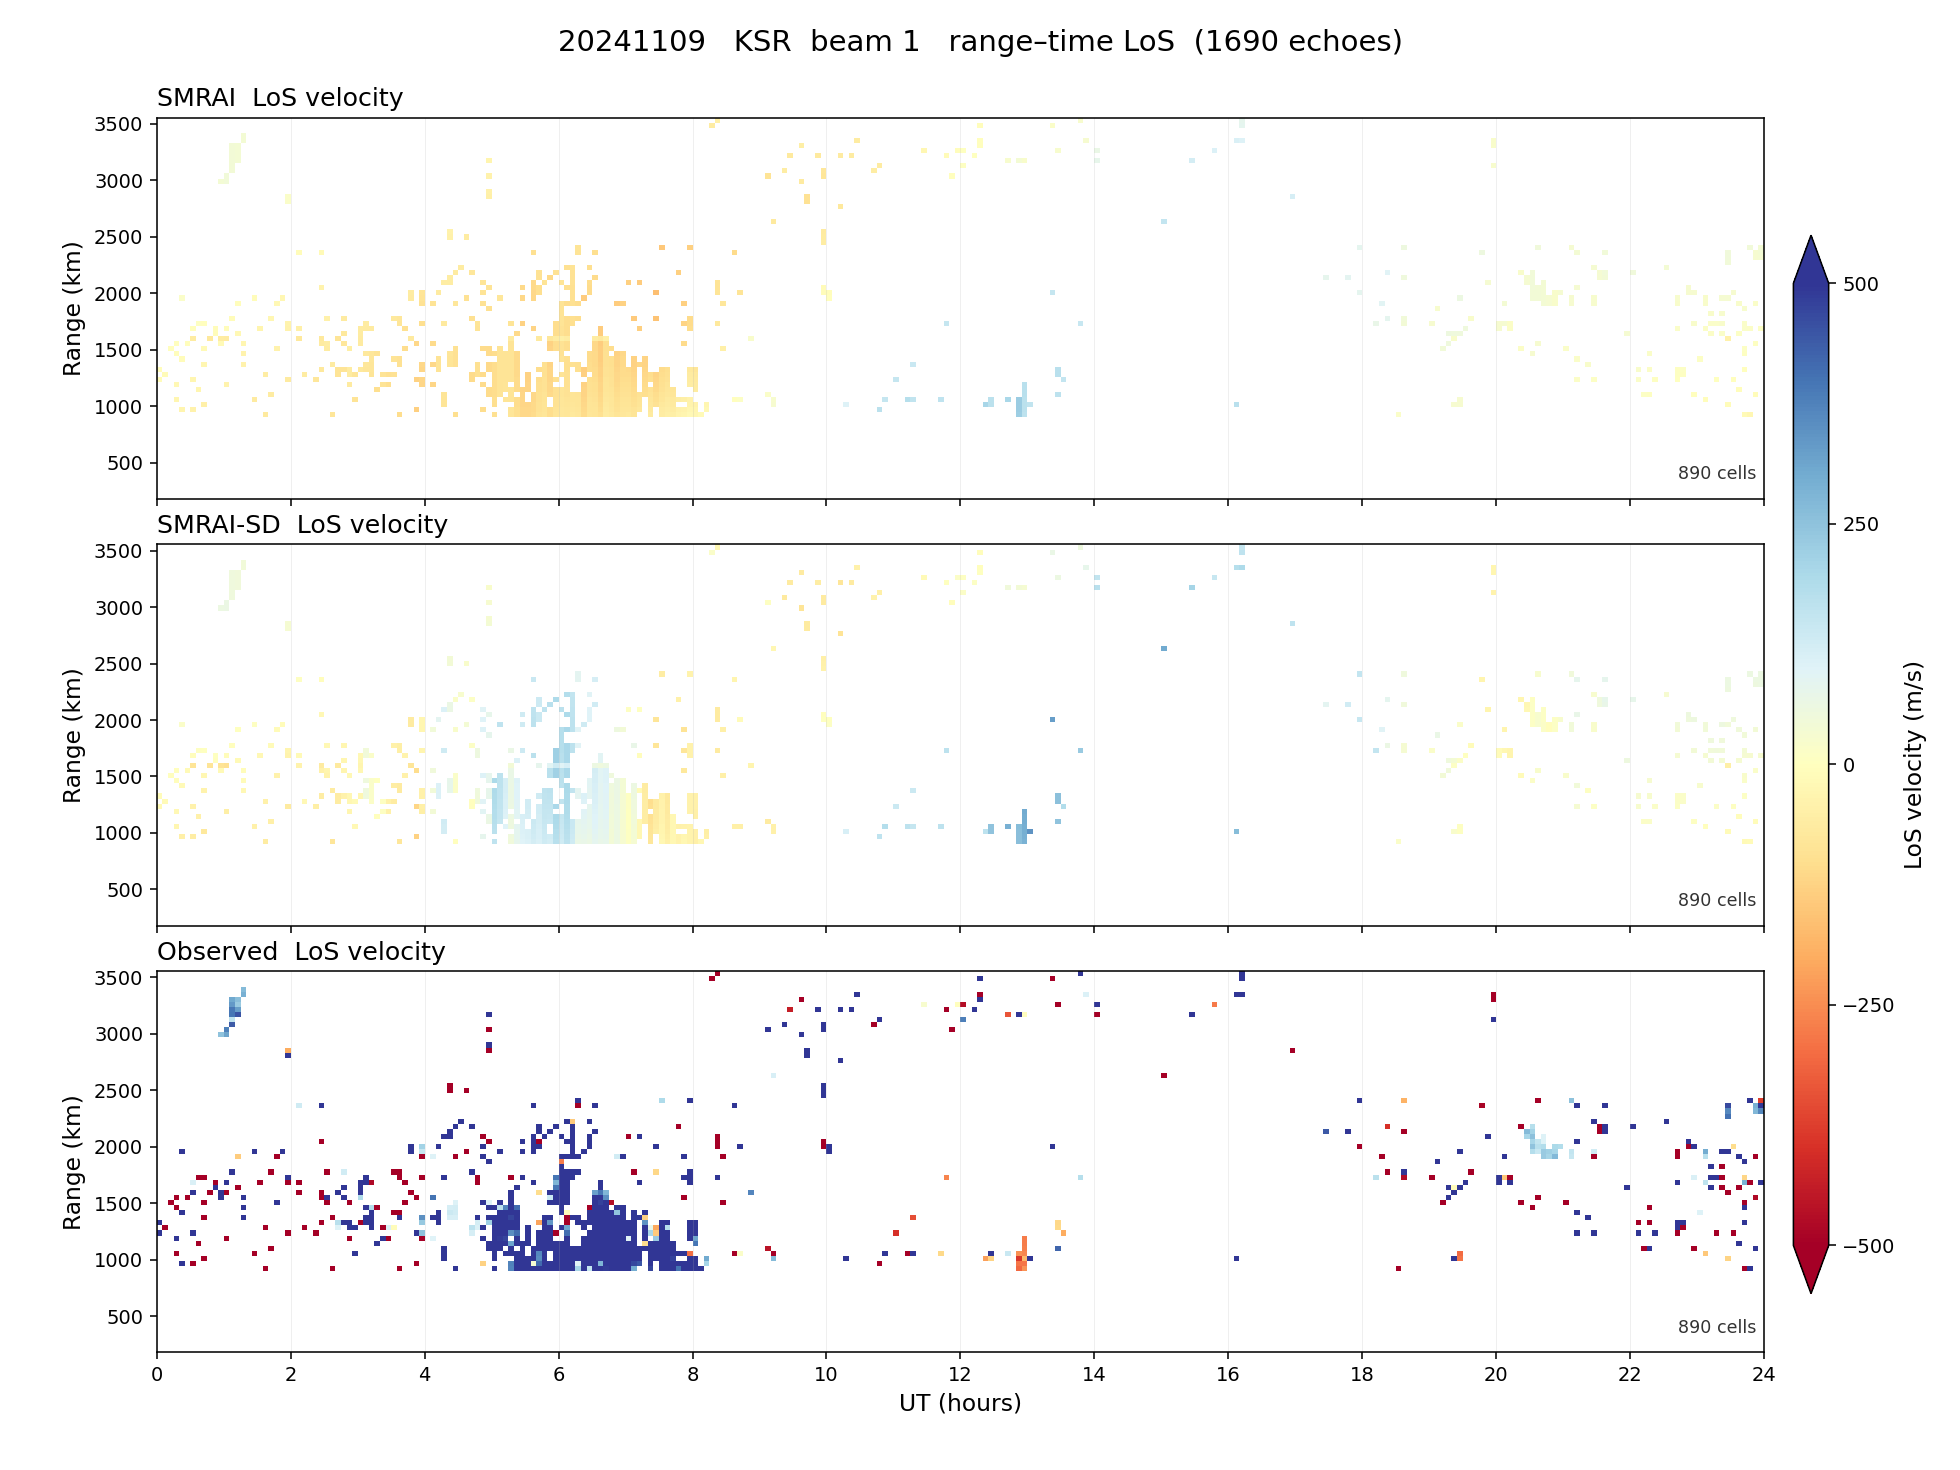 20241109   KSR  beam 1   range–time LoS  (1690 echoes)
SMRAI  LoS velocity
3500
3000
2500
2000
1500
1000
500
Range (km)
890 cells
SMRAI-SD  LoS velocity
3500
3000
2500
2000
1500
1000
500
Range (km)
890 cells
Observed  LoS velocity
3500
3000
2500
2000
1500
1000
500
Range (km)
890 cells
0 2 4 6 8 10 12 14 16 18 20 22 24
UT (hours)
500
250
0
−250
−500
LoS velocity (m/s)